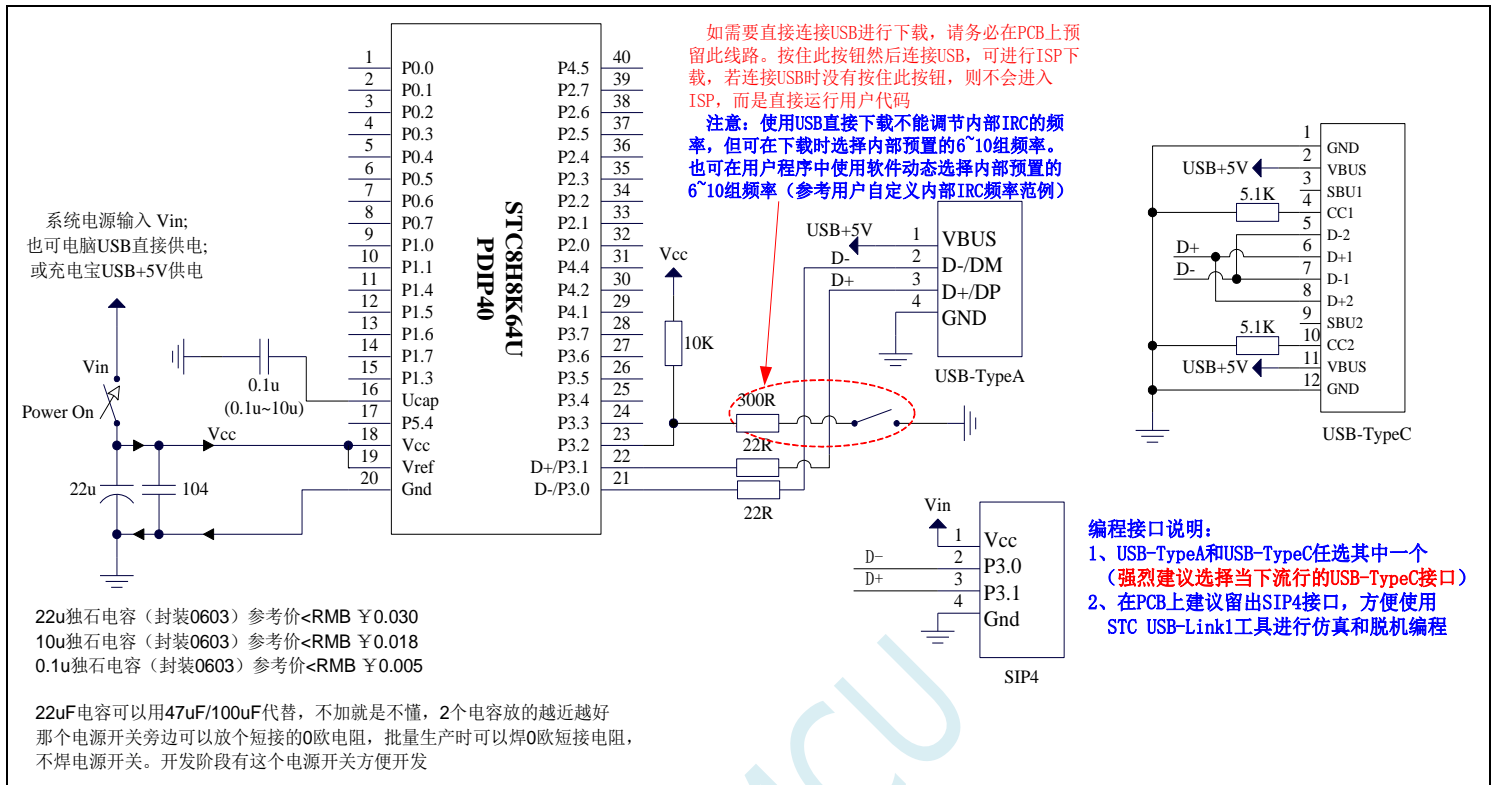 如需要直接连接USB进行下载，请务必在PCB上预
留此线路。按住此按钮然后连接USB，可进行ISP下
载，若连接USB时没有按住此按钮，则不会进入
ISP，而是直接运行用户代码
注意：使用USB直接下载不能调节内部IRC的频
率，但可在下载时选择内部预置的6~10组频率。
也可在用户程序中使用软件动态选择内部预置的
6~10组频率（参考用户自定义内部IRC频率范例）
系统电源输入 Vin;
也可电脑USB直接供电;
或充电宝USB+5V供电
Vin
Power On
Vcc
22u
104
0.1u
(0.1u~10u)
STC8H8K64U
PDIP40
1 P0.0
2 P0.1
3 P0.2
4 P0.3
5 P0.4
6 P0.5
7 P0.6
8 P0.7
9 P1.0
10 P1.1
11 P1.4
12 P1.5
13 P1.6
14 P1.7
15 P1.3
16 Ucap
17 P5.4
18 Vcc
19 Vref
20 Gnd
P4.5 40
P2.7 39
P2.6 38
P2.5 37
P2.4 36
P2.3 35
P2.2 34
P2.1 33
P2.0 32
P4.4 31
P4.2 30
P4.1 29
P3.7 28
P3.6 27
P3.5 26
P3.4 25
P3.3 24
P3.2 23
D+/P3.1 22
D-/P3.0 21
Vcc
10K
300R
22R
22R
USB+5V
D-
D+
1 VBUS
2 D-/DM
3 D+/DP
4 GND
USB-TypeA
USB+5V
5.1K
D+
D-
5.1K
USB+5V
1 GND
2 VBUS
3 SBU1
4 CC1
5 D-2
6 D+1
7 D-1
8 D+2
9 SBU2
10 CC2
11 VBUS
12 GND
USB-TypeC
Vin
D-
D+
1 Vcc
2 P3.0
3 P3.1
4 Gnd
SIP4
编程接口说明：
1、USB-TypeA和USB-TypeC任选其中一个
（强烈建议选择当下流行的USB-TypeC接口）
2、在PCB上建议留出SIP4接口，方便使用
STC USB-Link1工具进行仿真和脱机编程
22u独石电容（封装0603）参考价<RMB ￥0.030
10u独石电容（封装0603）参考价<RMB ￥0.018
0.1u独石电容（封装0603）参考价<RMB ￥0.005
22uF电容可以用47uF/100uF代替，不加就是不懂，2个电容放的越近越好
那个电源开关旁边可以放个短接的0欧电阻，批量生产时可以焊0欧短接电阻，
不焊电源开关。开发阶段有这个电源开关方便开发
MCU